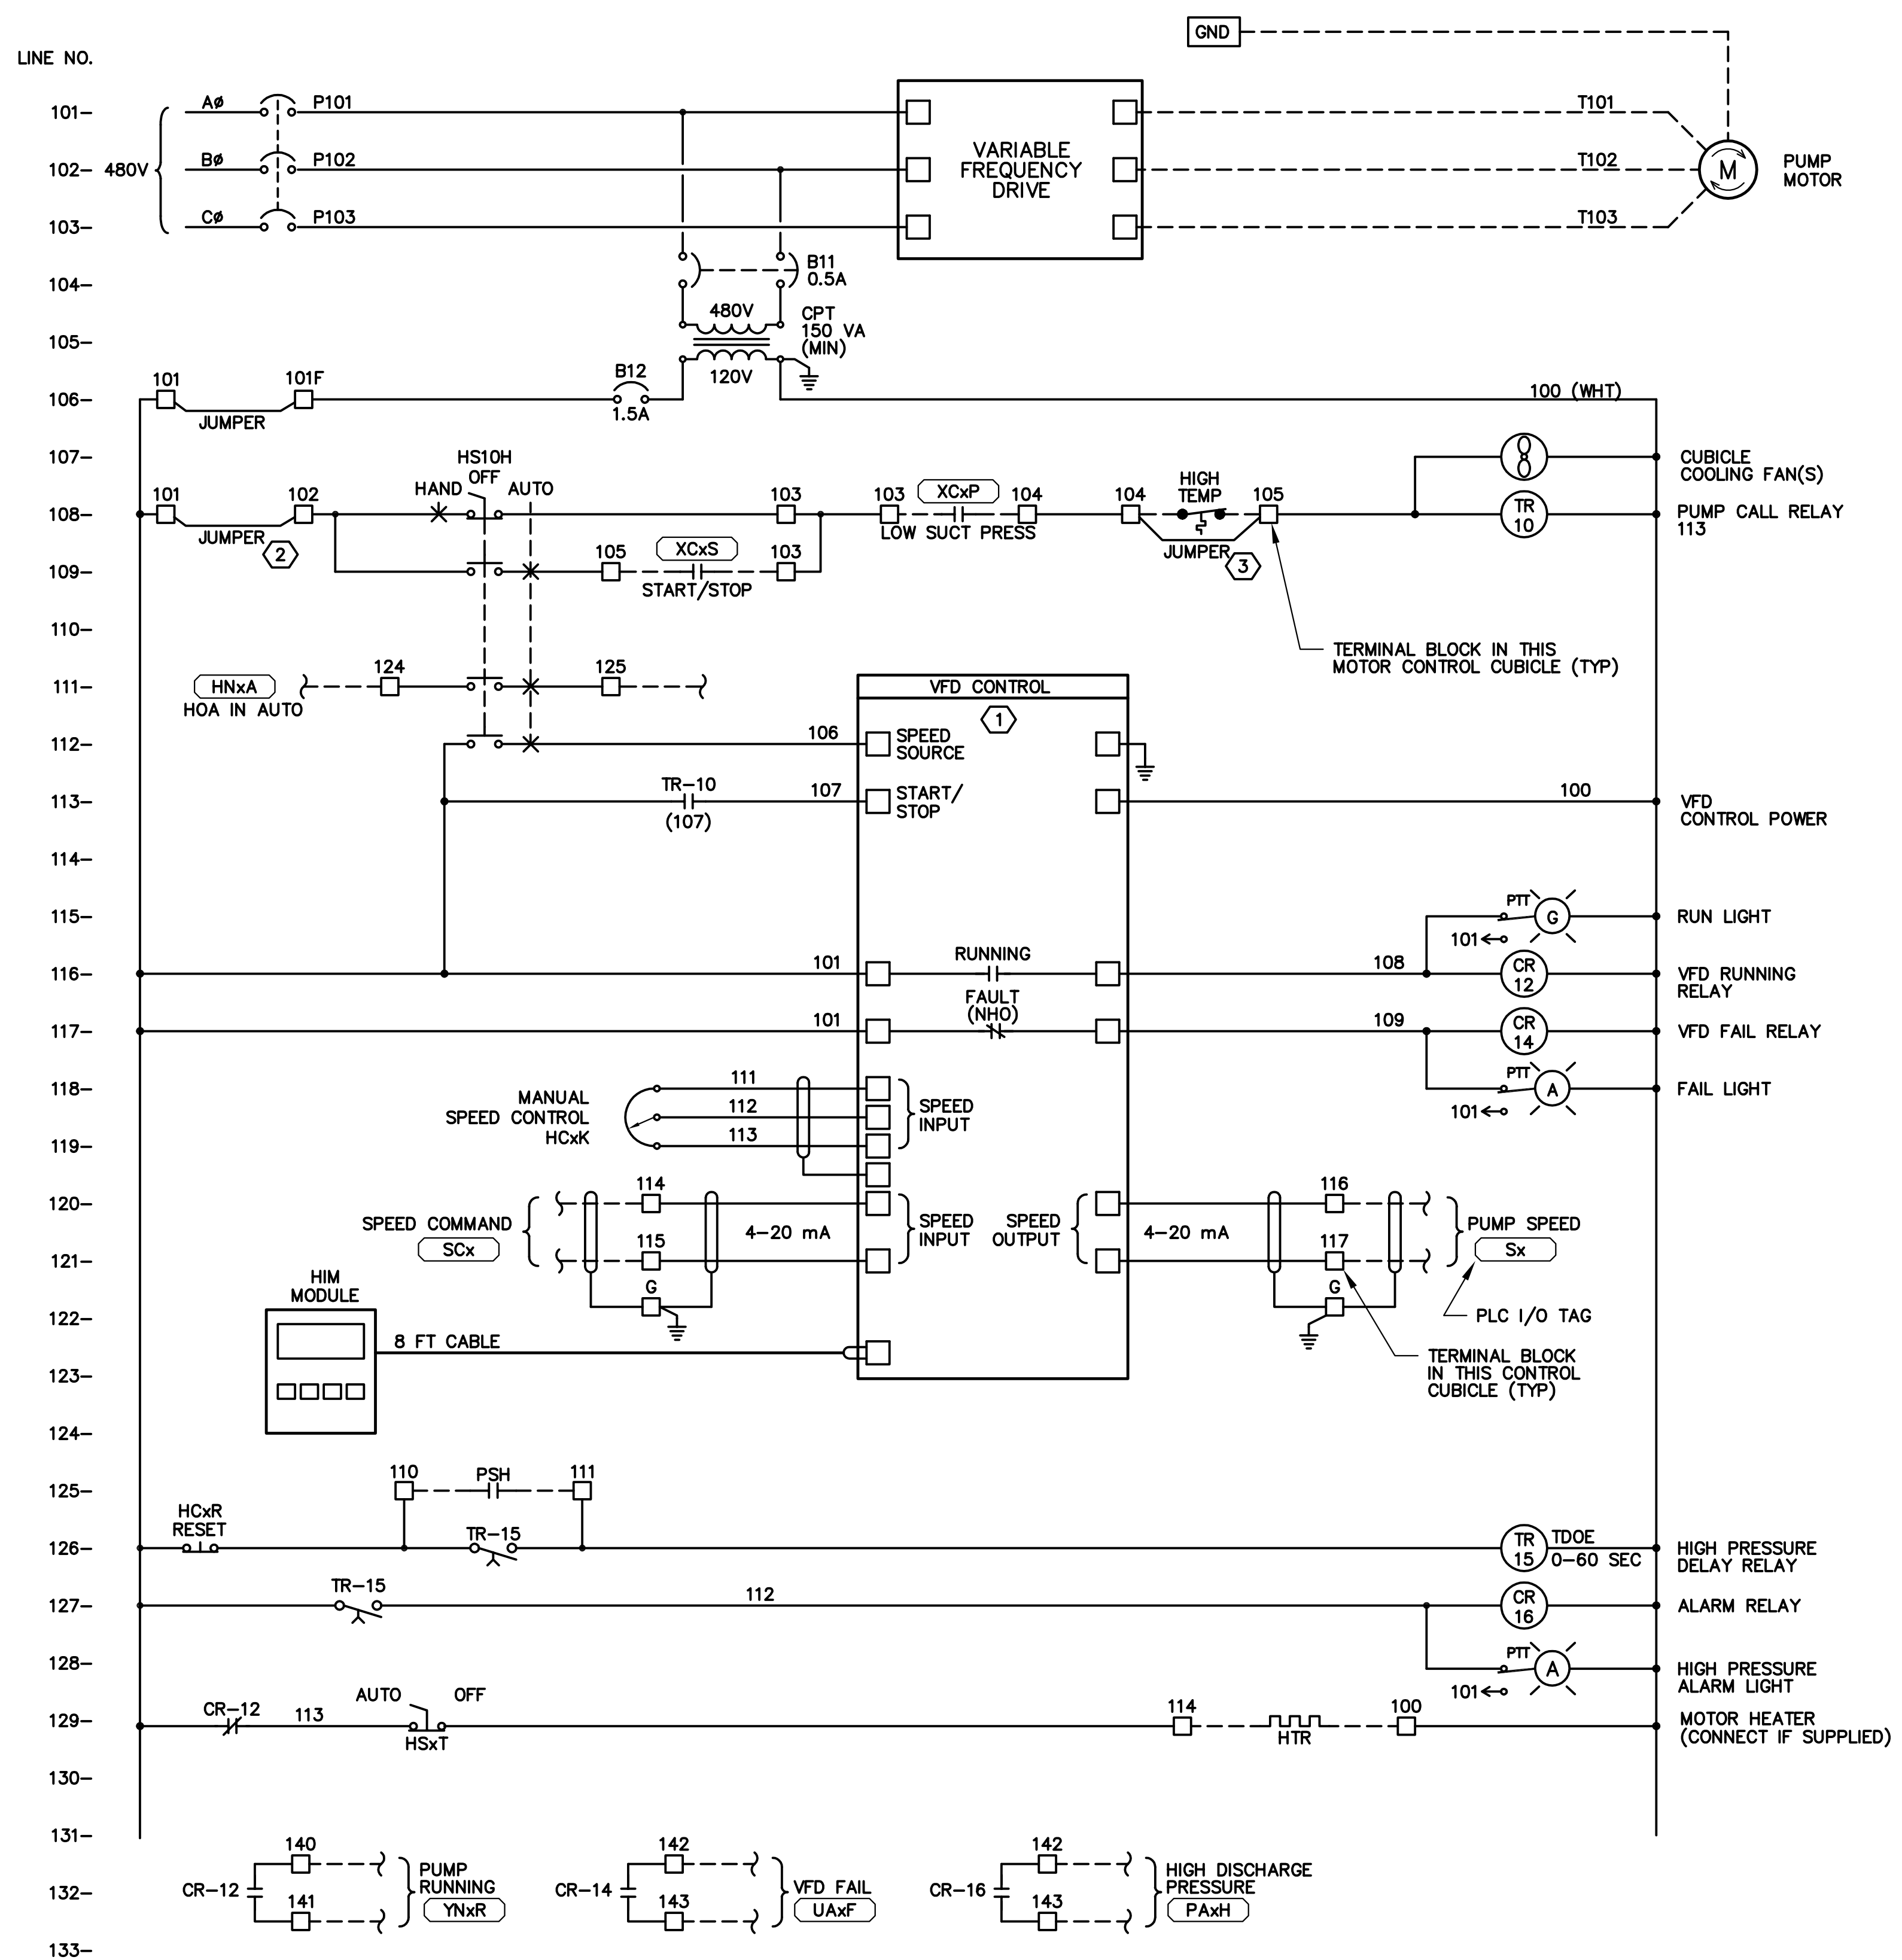 GND
LINE NO.
101-
AØ
P101
T101
VARIABLE
FREQUENCY
DRIVE
102-
480V
BØ
P102
T102
M
PUMP
MOTOR
103-
CØ
P103
T103
104-
B11
0.5A
480V
CPT
150 VA
(MIN)
105-
120V
106-
101
101F
JUMPER
B12
1.5A
100 (WHT)
107-
HS10H
OFF
HAND
AUTO
CUBICLE
COOLING FAN(S)
108-
101
102
JUMPER
2
103
103
XCxP
104
LOW SUCT PRESS
104
HIGH
TEMP
105
JUMPER
3
TR
10
PUMP CALL RELAY
113
109-
105
XCxS
103
START/STOP
110-
TERMINAL BLOCK IN THIS
MOTOR CONTROL CUBICLE (TYP)
111-
HNxA
HOA IN AUTO
124
125
VFD CONTROL
1
112-
106
SPEED
SOURCE
113-
TR-10
(107)
107
START/
STOP
100
VFD
CONTROL POWER
114-
115-
PTT
G
101
RUN LIGHT
116-
101
RUNNING
108
CR
12
VFD RUNNING
RELAY
117-
101
FAULT
(NHO)
109
CR
14
VFD FAIL RELAY
118-
MANUAL
SPEED CONTROL
HCxK
111
112
113
SPEED
INPUT
PTT
A
101
FAIL LIGHT
119-
120-
SPEED COMMAND
SCx
114
115
4-20 mA
SPEED
INPUT
SPEED
OUTPUT
4-20 mA
116
117
PUMP SPEED
Sx
121-
HIM
MODULE
G
G
122-
PLC I/O TAG
8 FT CABLE
TERMINAL BLOCK
IN THIS CONTROL
CUBICLE (TYP)
123-
124-
125-
110
PSH
111
126-
HCxR
RESET
TR-15
TR
15
TDOE
0-60 SEC
HIGH PRESSURE
DELAY RELAY
127-
TR-15
112
CR
16
ALARM RELAY
128-
PTT
A
101
HIGH PRESSURE
ALARM LIGHT
129-
CR-12
113
AUTO
OFF
HSxT
114
HTR
100
MOTOR HEATER
(CONNECT IF SUPPLIED)
130-
131-
132-
CR-12
140
141
PUMP
RUNNING
YNxR
CR-14
142
143
VFD FAIL
UAxF
CR-16
142
143
HIGH DISCHARGE
PRESSURE
PAxH
133-